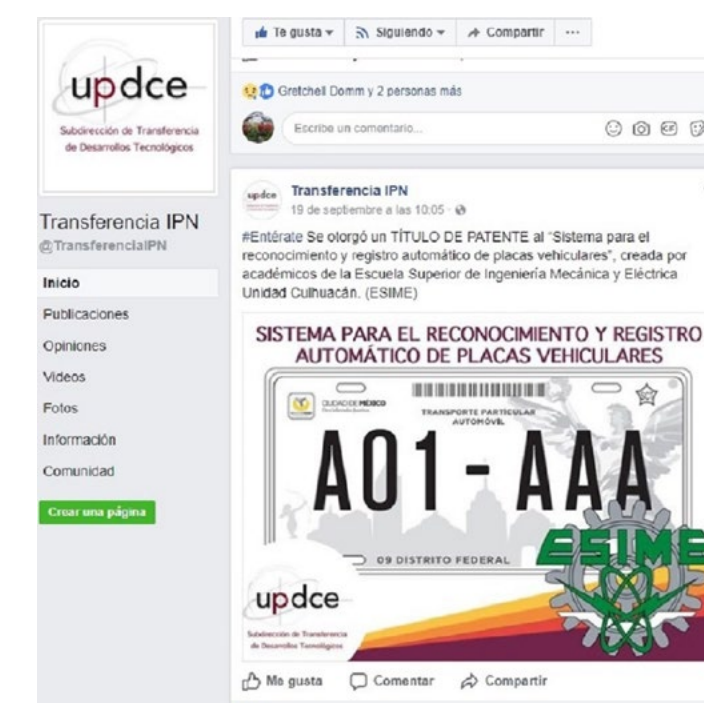 updce
Subdirección de Transferencia
de Desarrollos Tecnológicos
Transferencia IPN
@TransferenciaIPN
Inicio
Publicaciones
Opiniones
Videos
Fotos
Información
Comunidad
Crear una página
Te gusta
Siguiendo
Compartir
Gretchell Domm y 2 personas más
Escribe un comentario...
GIF
updce
Transferencia IPN
19 de septiembre a las 10:05
#Entérate Se otorgó un TÍTULO DE PATENTE al “Sistema para el
reconocimiento y registro automático de placas vehiculares”, creada por
académicos de la Escuela Superior de Ingeniería Mecánica y Eléctrica
Unidad Culhuacán. (ESIME)
SISTEMA PARA EL RECONOCIMIENTO Y REGISTRO
AUTOMÁTICO DE PLACAS VEHICULARES
CIUDAD DE MÉXICO
TRANSPORTE PARTICULAR
AUTOMÓVIL
A01-AAA
09 DISTRITO FEDERAL
ESIME
updce
Subdirección de Transferencia
de Desarrollos Tecnológicos
Me gusta
Comentar
Compartir